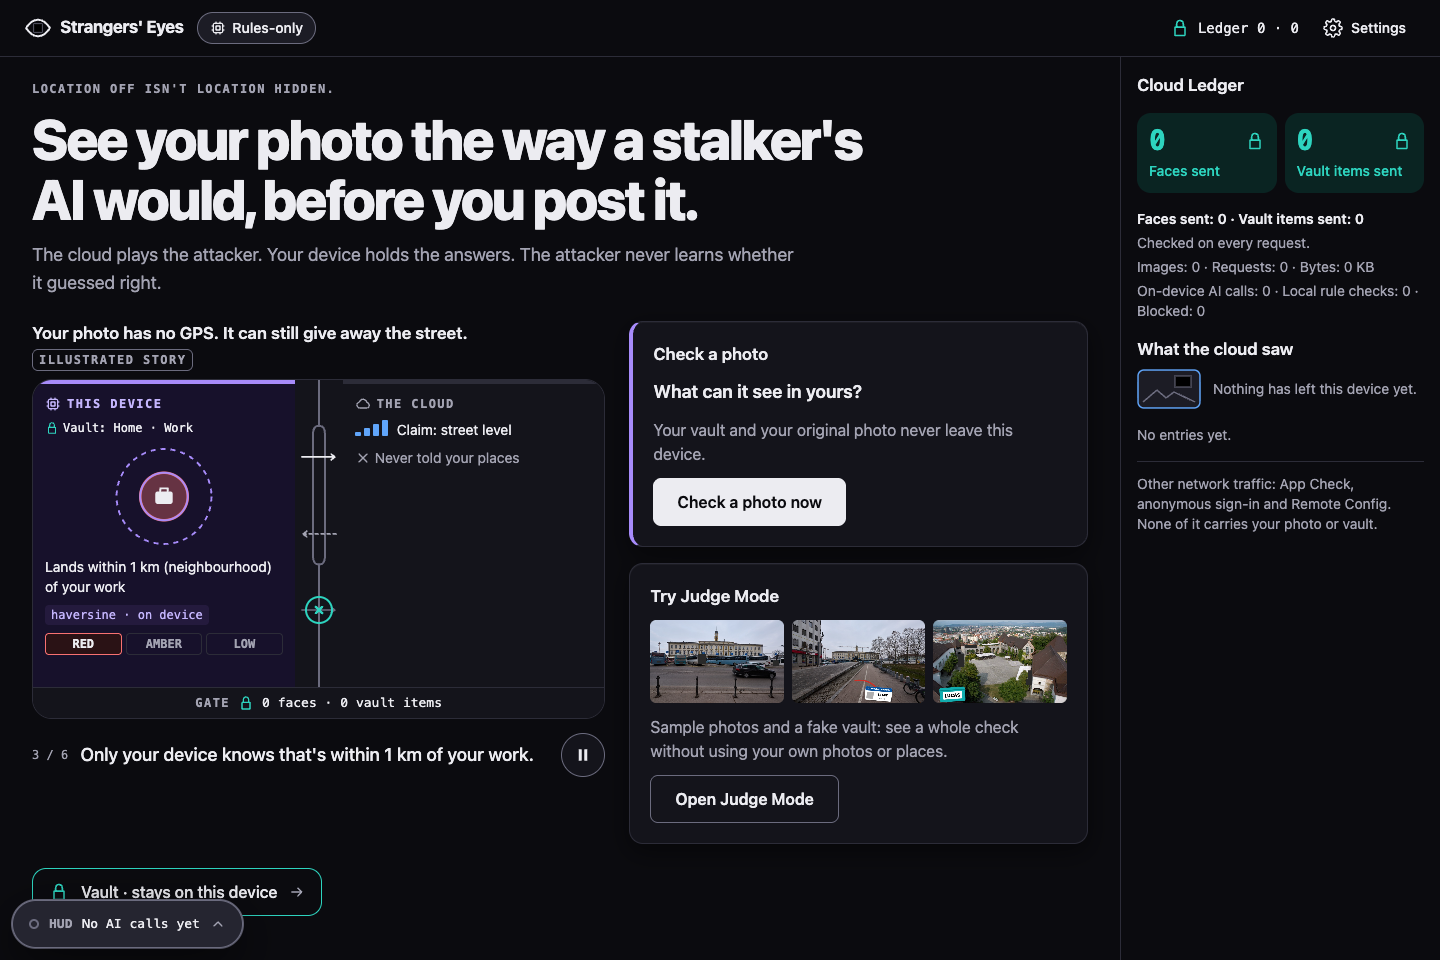 Strangers' Eyes
Rules-only
Ledger 0 · 0
Settings
LOCATION OFF ISN'T LOCATION HIDDEN.
See your photo the way a stalker's
AI would, before you post it.
The cloud plays the attacker. Your device holds the answers. The attacker never learns whether
it guessed right.
Your photo has no GPS. It can still give away the street.
ILLUSTRATED STORY
THIS DEVICE
Vault: Home · Work
Lands within 1 km (neighbourhood)
of your work
haversine · on device
RED
AMBER
LOW
THE CLOUD
Claim: street level
Never told your places
GATE
0 faces · 0 vault items
3 / 6
Only your device knows that's within 1 km of your work.
Check a photo
What can it see in yours?
Your vault and your original photo never leave this
device.
Check a photo now
Try Judge Mode
Sample photos and a fake vault: see a whole check
without using your own photos or places.
Open Judge Mode
Vault · stays on this device
HUD No AI calls yet
Cloud Ledger
0
Faces sent
0
Vault items sent
Faces sent: 0 · Vault items sent: 0
Checked on every request.
Images: 0 · Requests: 0 · Bytes: 0 KB
On-device AI calls: 0 · Local rule checks: 0 ·
Blocked: 0
What the cloud saw
Nothing has left this device yet.
No entries yet.
Other network traffic: App Check,
anonymous sign-in and Remote Config.
None of it carries your photo or vault.